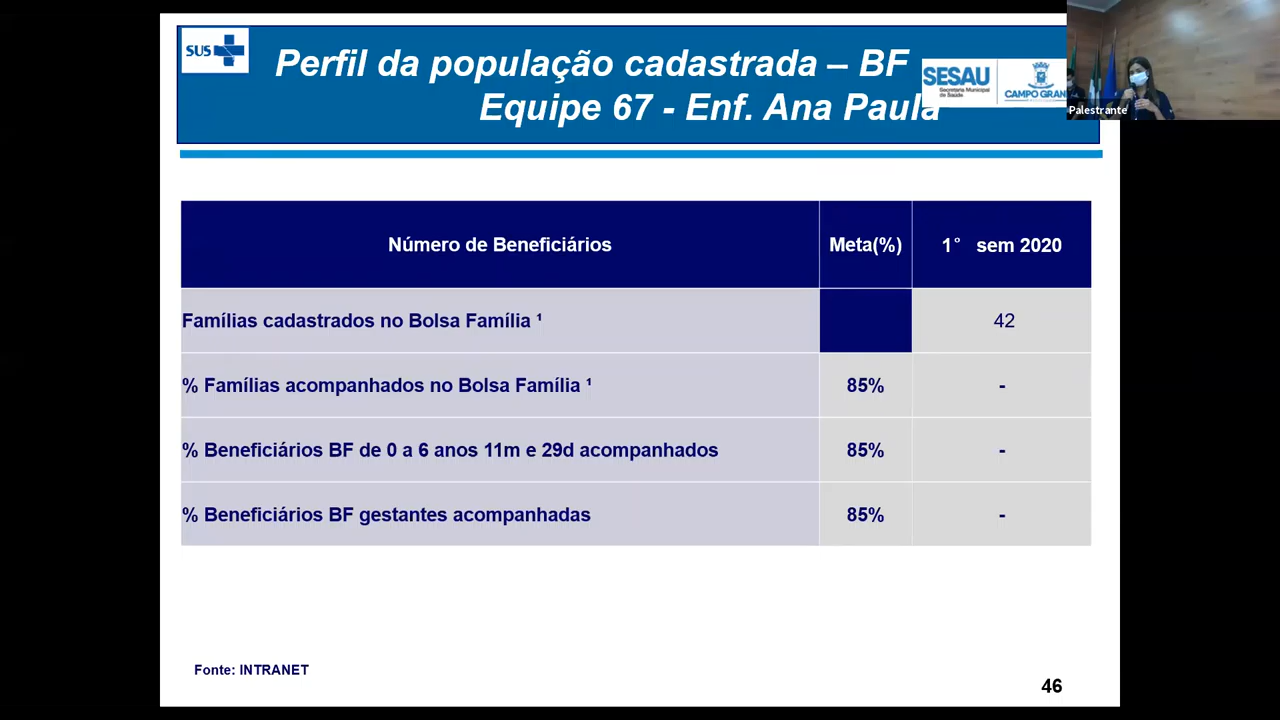 SUS
Perfil da população cadastrada – BF
Equipe 67 - Enf. Ana Paula
SESAU
Secretaria Municipal
de Saúde
CAMPO GRAN
Palestrante
Número de Beneficiários
Meta(%)
1° sem 2020
Famílias cadastrados no Bolsa Família ¹
42
% Famílias acompanhados no Bolsa Família ¹
85%
-
% Beneficiários BF de 0 a 6 anos 11m e 29d acompanhados
85%
-
% Beneficiários BF gestantes acompanhadas
85%
-
Fonte: INTRANET
46